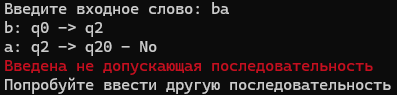 Введите входное слово: ba
b: q0 -> q2
a: q2 -> q20 - No
Введена не допускающая последовательность
Попробуйте ввести другую последовательность